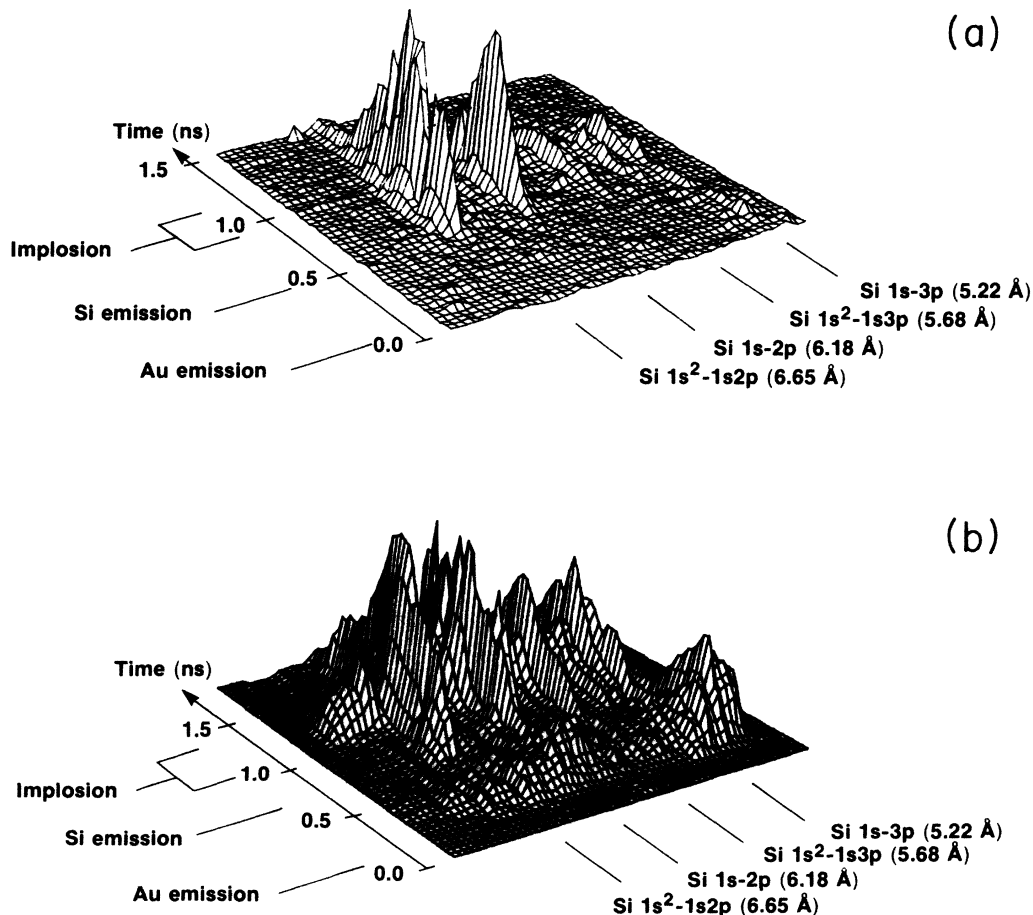 (a)
Time (ns)
1.5
1.0
0.5
0.0
Implosion
Si emission
Au emission
Si 1s-3p (5.22 Å)
Si 1s²-1s3p (5.68 Å)
Si 1s-2p (6.18 Å)
Si 1s²-1s2p (6.65 Å)
(b)
Time (ns)
1.5
1.0
0.5
0.0
Implosion
Si emission
Au emission
Si 1s-3p (5.22 Å)
Si 1s²-1s3p (5.68 Å)
Si 1s-2p (6.18 Å)
Si 1s²-1s2p (6.65 Å)